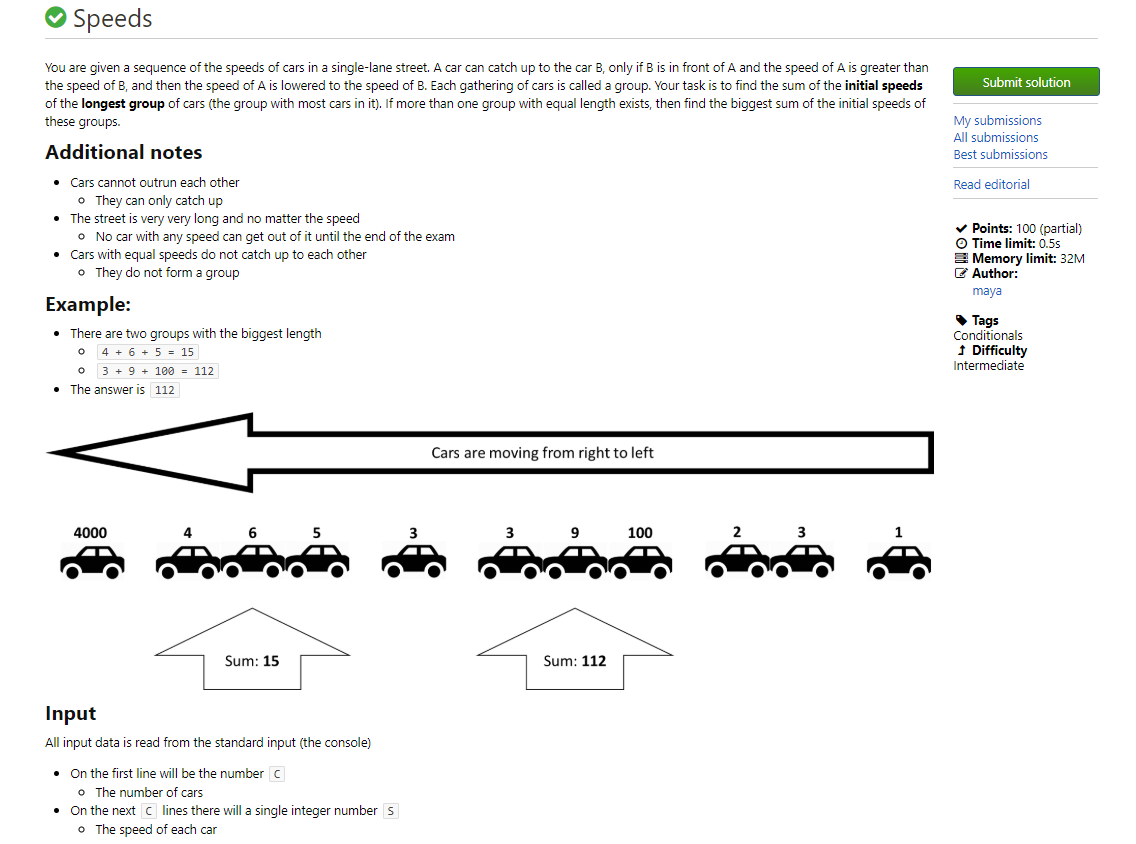 Speeds
You are given a sequence of the speeds of cars in a single-lane street. A car can catch up to the car B, only if B is in front of A and the speed of A is greater than
the speed of B, and then the speed of A is lowered to the speed of B. Each gathering of cars is called a group. Your task is to find the sum of the initial speeds
of the longest group of cars (the group with most cars in it). If more than one group with equal length exists, then find the biggest sum of the initial speeds of
these groups.
Additional notes
Cars cannot outrun each other
They can only catch up
The street is very very long and no matter the speed
No car with any speed can get out of it until the end of the exam
Cars with equal speeds do not catch up to each other
They do not form a group
Example:
There are two groups with the biggest length
4 + 6 + 5 = 15
3 + 9 + 100 = 112
The answer is 112
Cars are moving from right to left
4000 4 6 5 3 3 9 100 2 3 1
Sum: 15 Sum: 112
Input
All input data is read from the standard input (the console)
On the first line will be the number C
The number of cars
On the next C lines there will a single integer number S
The speed of each car
Submit solution
My submissions
All submissions
Best submissions
Read editorial
Points: 100 (partial)
Time limit: 0.5s
Memory limit: 32M
Author:
maya
Tags
Conditionals
Difficulty
Intermediate